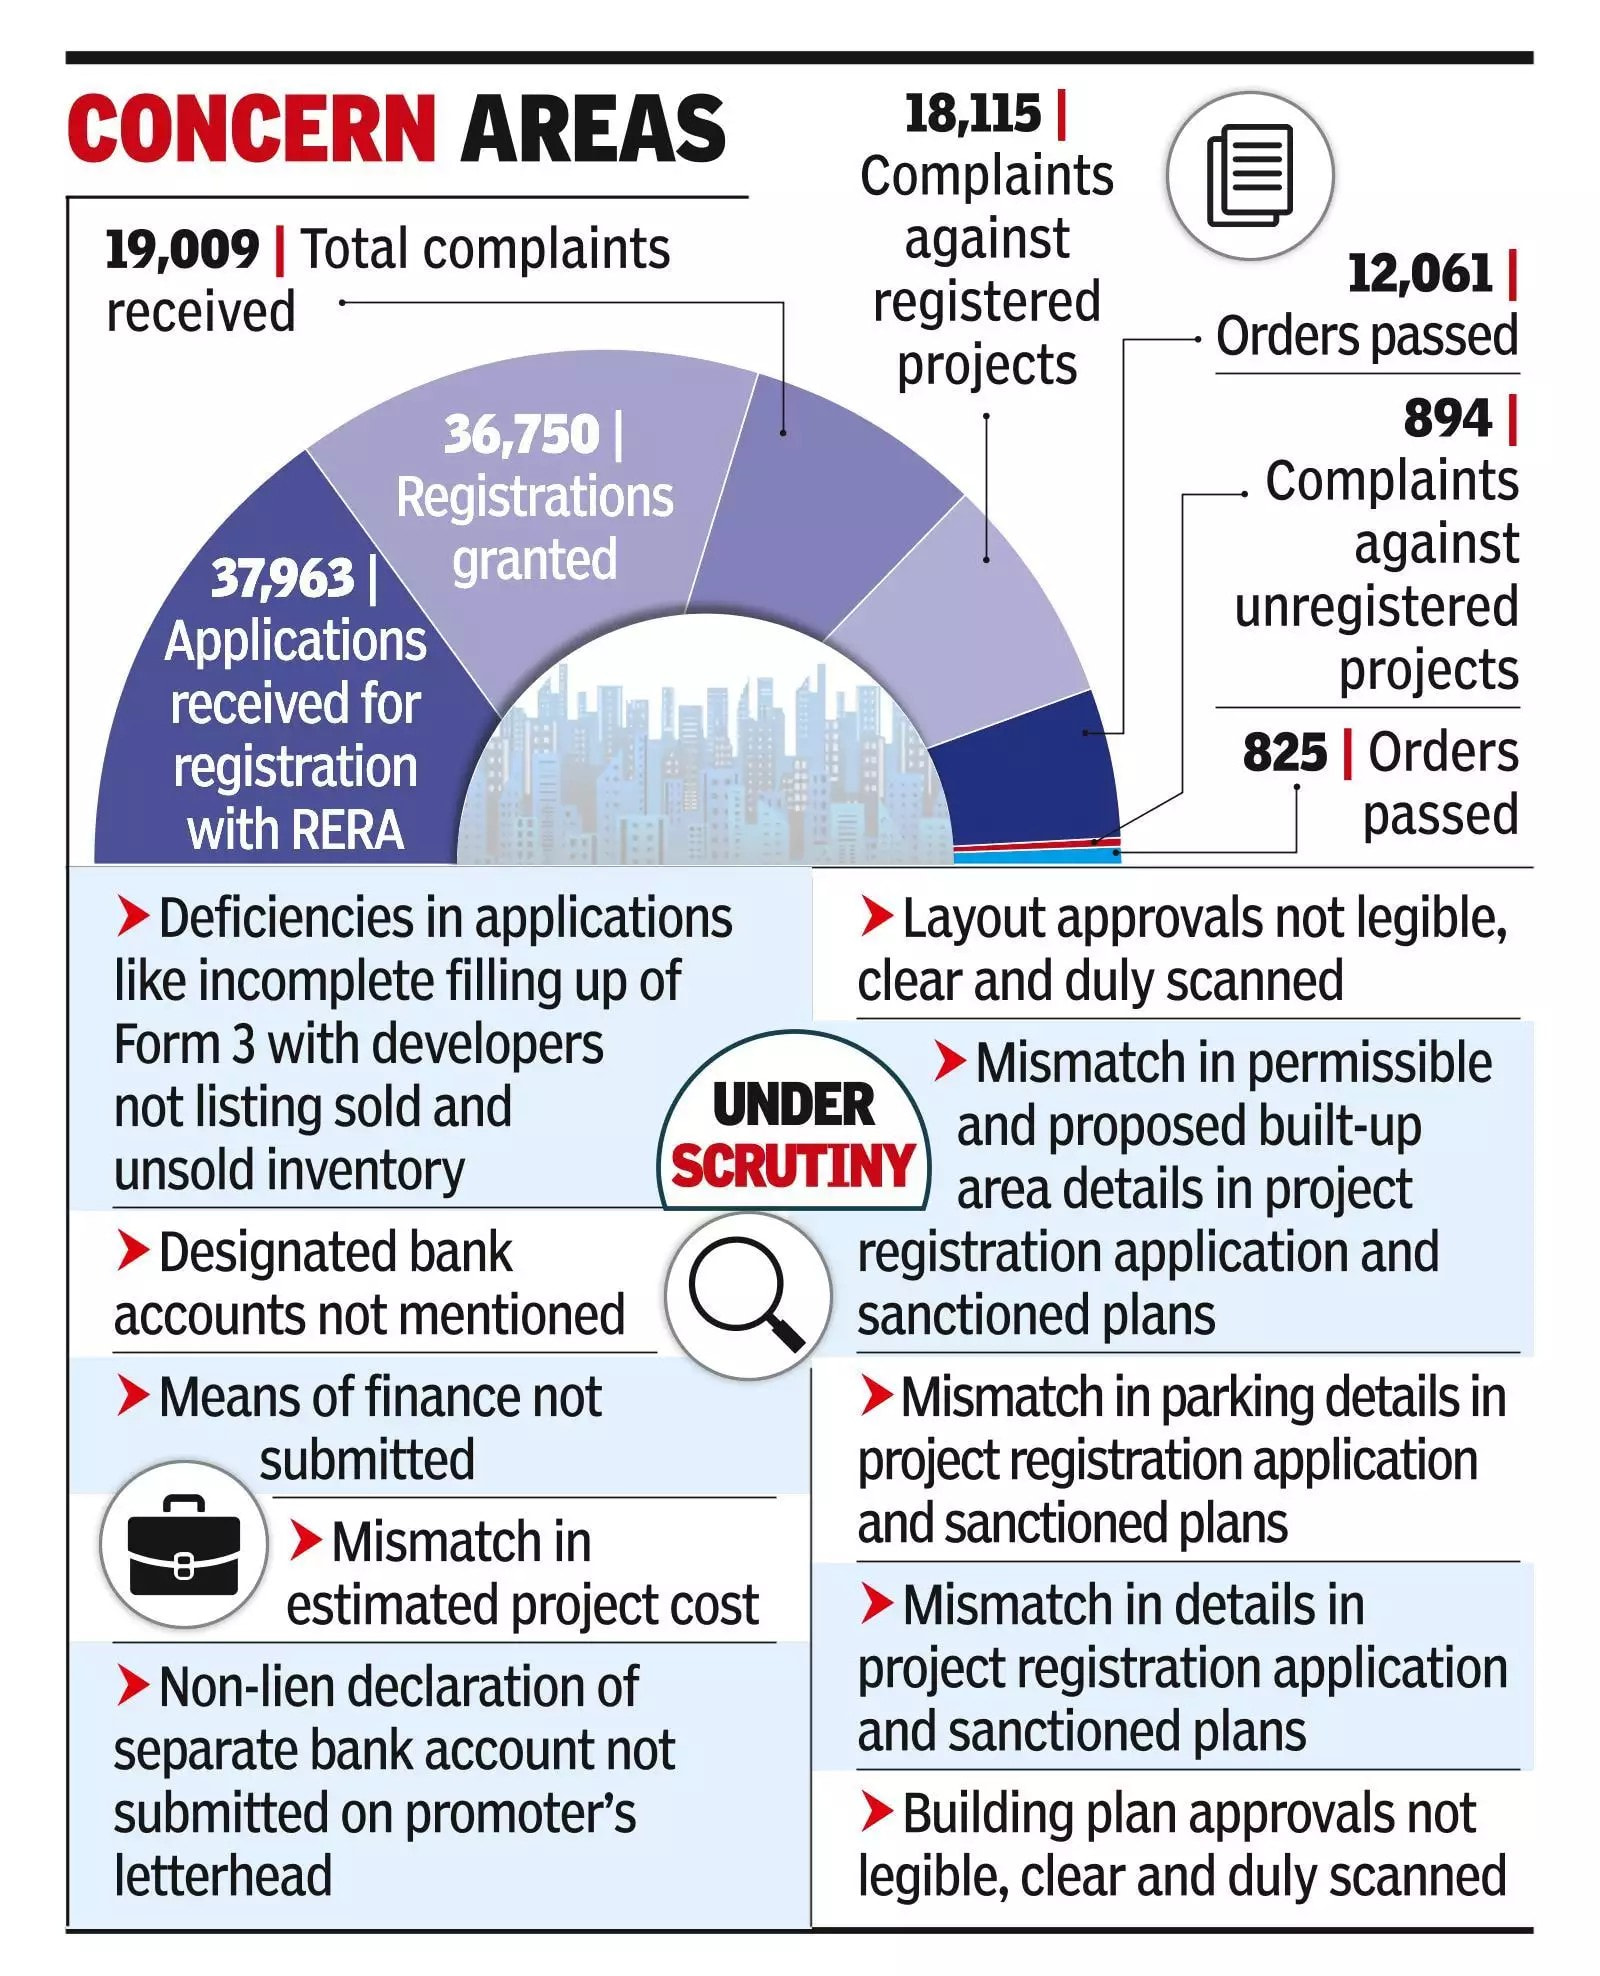 CONCERN AREAS
19,009 | Total complaints
received
18,115 |
Complaints
against
registered
projects
12,061 |
Orders passed
894 |
Complaints
against
unregistered
projects
825 | Orders
passed
36,750 |
Registrations
granted
37,963 |
Applications
received for
registration
with RERA
UNDER
SCRUTINY
➤ Deficiencies in applications
like incomplete filling up of
Form 3 with developers
not listing sold and
unsold inventory
➤ Designated bank
accounts not mentioned
➤ Means of finance not
submitted
➤ Mismatch in
estimated project cost
➤ Non-lien declaration of
separate bank account not
submitted on promoter’s
letterhead
➤ Layout approvals not legible,
clear and duly scanned
➤ Mismatch in permissible
and proposed built-up
area details in project
registration application and
sanctioned plans
➤ Mismatch in parking details in
project registration application
and sanctioned plans
➤ Mismatch in details in
project registration application
and sanctioned plans
➤ Building plan approvals not
legible, clear and duly scanned